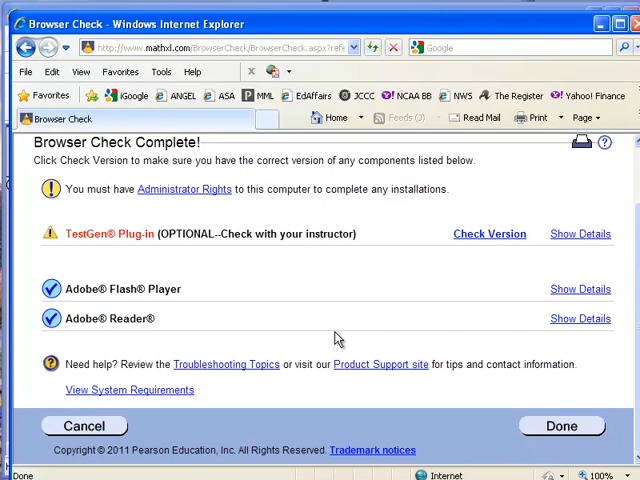 Browser Check - Windows Internet Explorer
http://www.mathxl.com/BrowserCheck/BrowserCheck.aspx?refe
Google
File Edit View Favorites Tools Help
Favorites iGoogle ANGEL ASA MML EdAffairs JCCC NCAA BB NWS The Register Yahoo! Finance
Browser Check Home Feeds (J) Read Mail Print Page
Browser Check Complete!
Click Check Version to make sure you have the correct version of any components listed below.
You must have Administrator Rights to this computer to complete any installations.
TestGen® Plug-in (OPTIONAL--Check with your instructor) Check Version Show Details
Adobe® Flash® Player Show Details
Adobe® Reader® Show Details
Need help? Review the Troubleshooting Topics or visit our Product Support site for tips and contact information.
View System Requirements
Cancel Done
Copyright © 2011 Pearson Education, Inc. All Rights Reserved. Trademark notices
Done Internet 100%